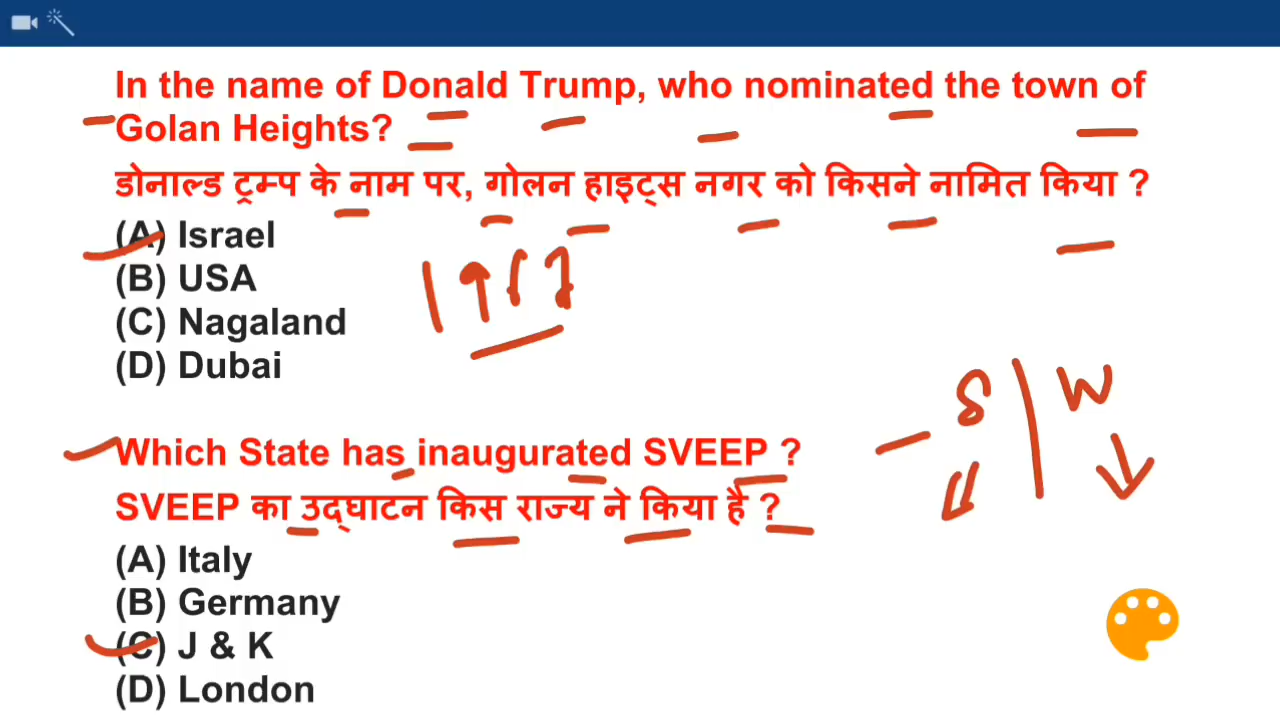 In the name of Donald Trump, who nominated the town of
Golan Heights?
डोनाल्ड ट्रम्प के नाम पर, गोलन हाइट्स नगर को किसने नामित किया ?
(A) Israel
(B) USA
(C) Nagaland
(D) Dubai
S | W
Which State has inaugurated SVEEP ?
SVEEP का उद्घाटन किस राज्य ने किया है ?
(A) Italy
(B) Germany
(C) J & K
(D) London